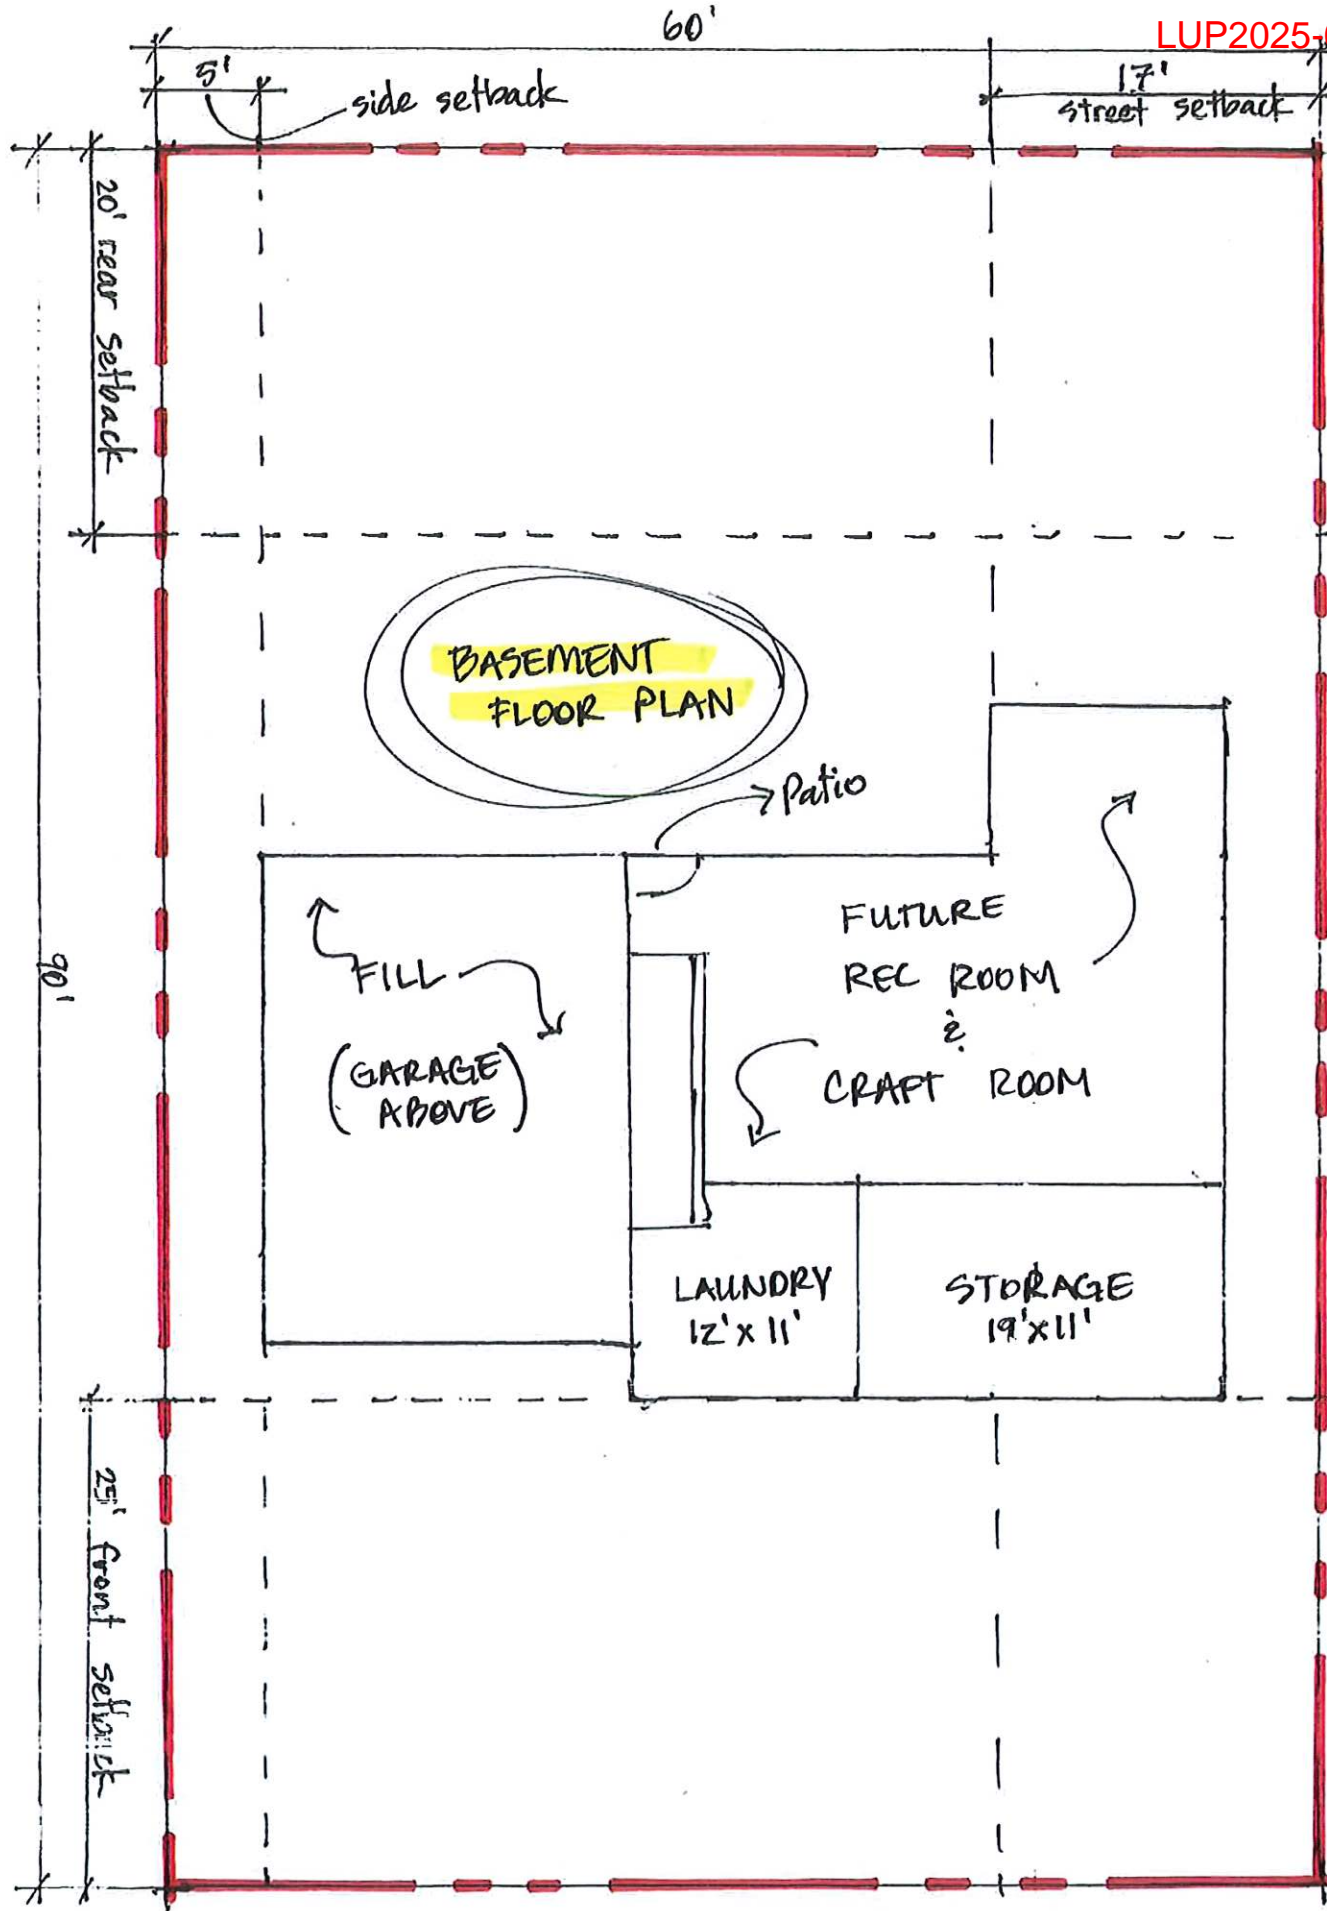 60'
LUP2025-
5'
side setback
17'
street setback
20' rear setback
BASEMENT
FLOOR PLAN
Patio
FUTURE
REC ROOM
&
CRAFT ROOM
FILL
(GARAGE
ABOVE)
90'
LAUNDRY
12' x 11'
STORAGE
19' x 11'
25' front setback